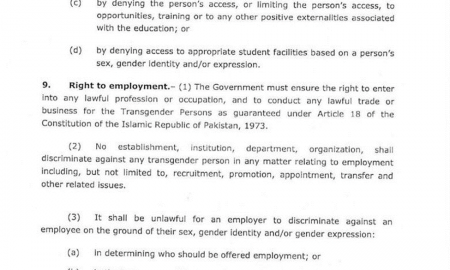 (c) by denying the person's access, or limiting the person's access, to
opportunities, training or to any other positive externalities associated
with the education; or
(d) by denying access to appropriate student facilities based on a person's
sex, gender identity and/or expression.
9. Right to employment.– (1) The Government must ensure the right to enter
into any lawful profession or occupation, and to conduct any lawful trade or
business for the Transgender Persons as guaranteed under Article 18 of the
Constitution of the Islamic Republic of Pakistan, 1973.
(2) No establishment, institution, department, organization, shall
discriminate against any transgender person in any matter relating to employment
including, but not limited to, recruitment, promotion, appointment, transfer and
other related issues.
(3) It shall be unlawful for an employer to discriminate against an
employee on the ground of their sex, gender identity and/or gender expression:
(a) in determining who should be offered employment; or